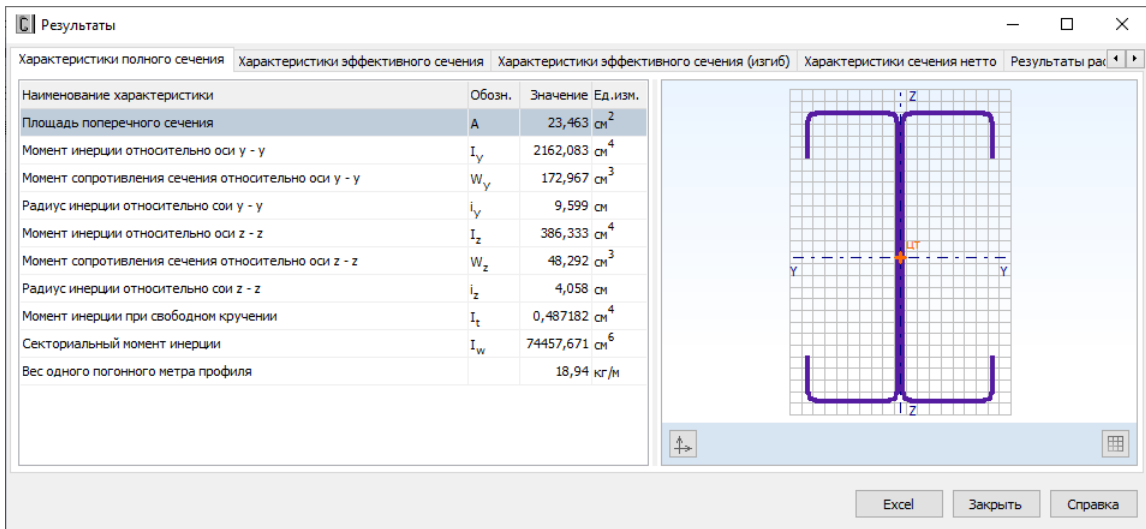 Результаты
Характеристики полного сечения Характеристики эффективного сечения Характеристики эффективного сечения (изгиб) Характеристики сечения нетто Результаты рас
Наименование характеристики Обозн. Значение Ед.изм.
Площадь поперечного сечения A 23,463 см2
Момент инерции относительно оси y - y Iy 2162,083 см4
Момент сопротивления сечения относительно оси y - y Wy 172,967 см3
Радиус инерции относительно сои y - y iy 9,599 см
Момент инерции относительно оси z - z Iz 386,333 см4
Момент сопротивления сечения относительно оси z - z Wz 48,292 см3
Радиус инерции относительно сои z - z iz 4,058 см
Момент инерции при свободном кручении It 0,487182 см4
Секториальный момент инерции Iw 74457,671 см6
Вес одного погонного метра профиля 18,94 кг/м
Z
ЦТ
Y Y
Z
Excel Закрыть Справка